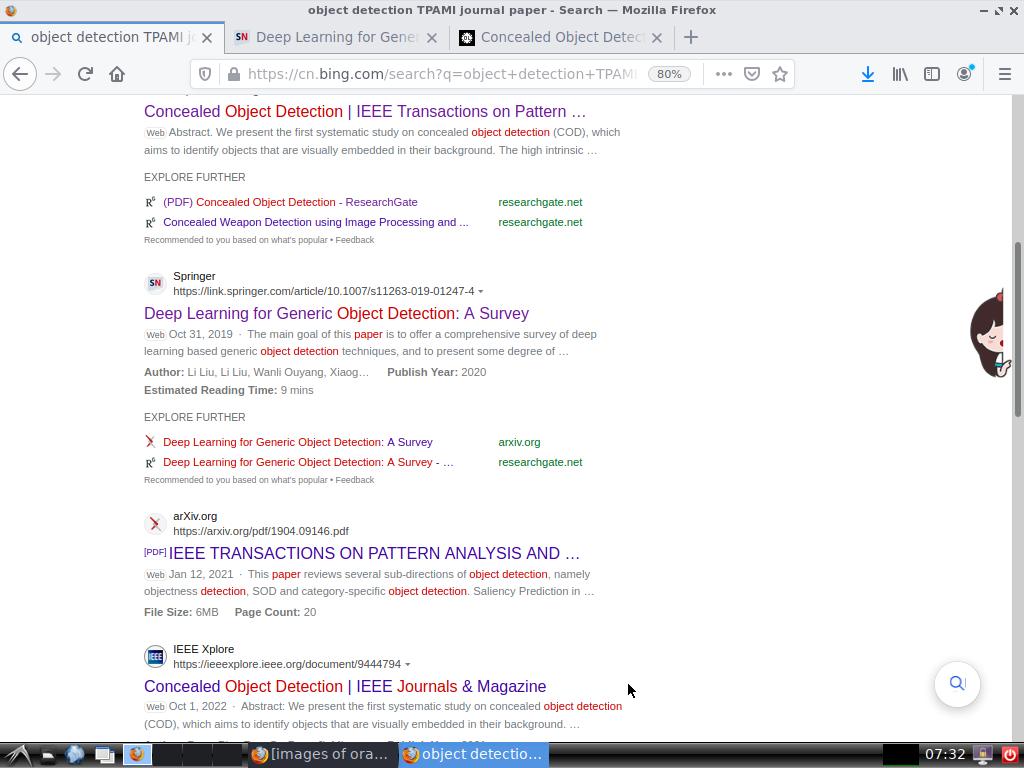 object detection TPAMI journal paper - Search — Mozilla Firefox
object detection TPAMI jo
Deep Learning for Gener
Concealed Object Detect
https://cn.bing.com/search?q=object+detection+TPAMI
80%
Concealed Object Detection | IEEE Transactions on Pattern …
Web Abstract. We present the first systematic study on concealed object detection (COD), which
aims to identify objects that are visually embedded in their background. The high intrinsic …
EXPLORE FURTHER
(PDF) Concealed Object Detection - ResearchGate researchgate.net
Concealed Weapon Detection using Image Processing and ... researchgate.net
Recommended to you based on what's popular • Feedback
SN
Springer
https://link.springer.com/article/10.1007/s11263-019-01247-4
Deep Learning for Generic Object Detection: A Survey
Web Oct 31, 2019 · The main goal of this paper is to offer a comprehensive survey of deep
learning based generic object detection techniques, and to present some degree of …
Author: Li Liu, Li Liu, Wanli Ouyang, Xiaog… Publish Year: 2020
Estimated Reading Time: 9 mins
EXPLORE FURTHER
Deep Learning for Generic Object Detection: A Survey arxiv.org
Deep Learning for Generic Object Detection: A Survey - … researchgate.net
Recommended to you based on what's popular • Feedback
arXiv.org
https://arxiv.org/pdf/1904.09146.pdf
[PDF] IEEE TRANSACTIONS ON PATTERN ANALYSIS AND …
Web Jan 12, 2021 · This paper reviews several sub-directions of object detection, namely
objectness detection, SOD and category-specific object detection. Saliency Prediction in …
File Size: 6MB Page Count: 20
IEEE
IEEE Xplore
https://ieeexplore.ieee.org/document/9444794
Concealed Object Detection | IEEE Journals & Magazine
Web Oct 1, 2022 · Abstract: We present the first systematic study on concealed object detection
(COD), which aims to identify objects that are visually embedded in their background. …
[images of ora...
object detectio...
07:32